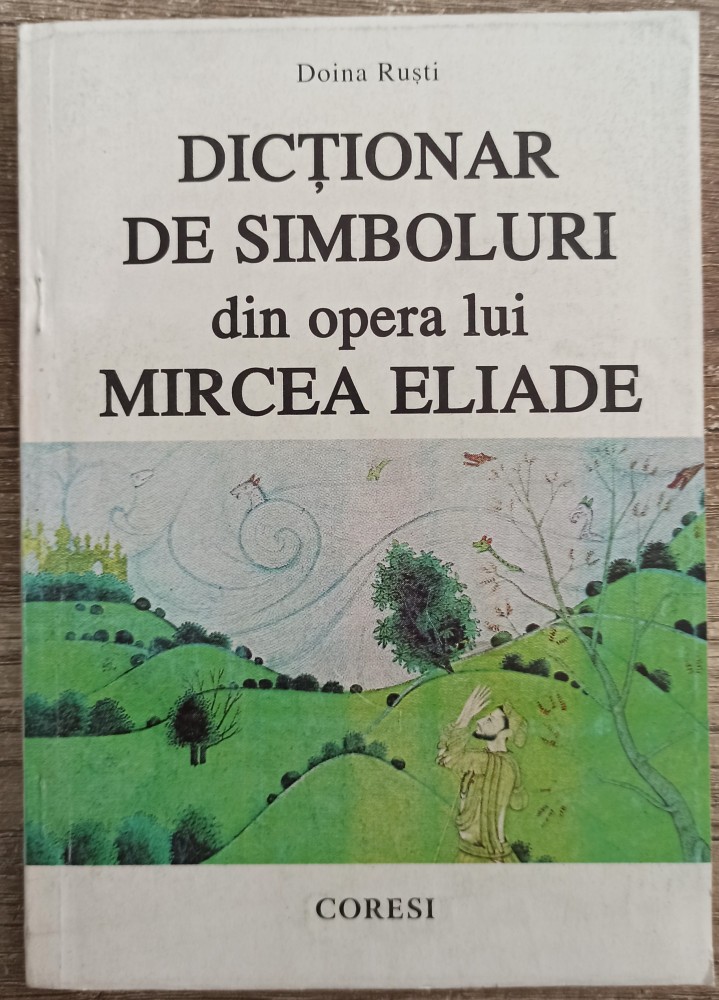 Doina Ruști
DICȚIONAR
DE SIMBOLURI
din opera lui
MIRCEA ELIADE
CORESI